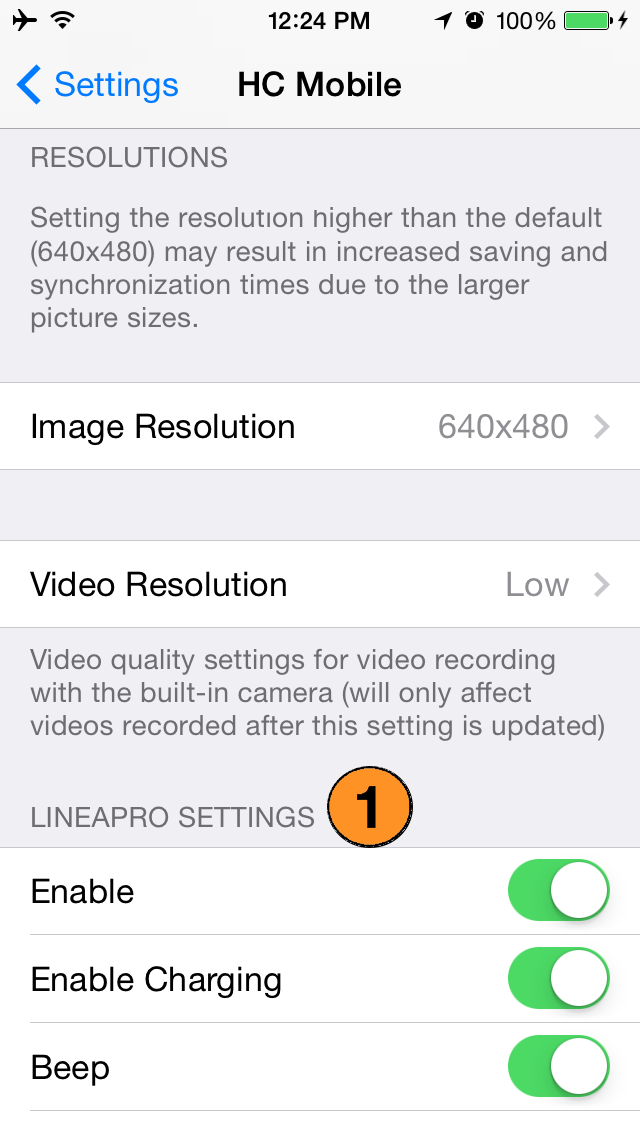 12:24 PM 100%
Settings HC Mobile
RESOLUTIONS
Setting the resolution higher than the default
(640x480) may result in increased saving and
synchronization times due to the larger
picture sizes.
Image Resolution 640x480
Video Resolution Low
Video quality settings for video recording
with the built-in camera (will only affect
videos recorded after this setting is updated)
LINEAPRO SETTINGS 1
Enable
Enable Charging
Beep